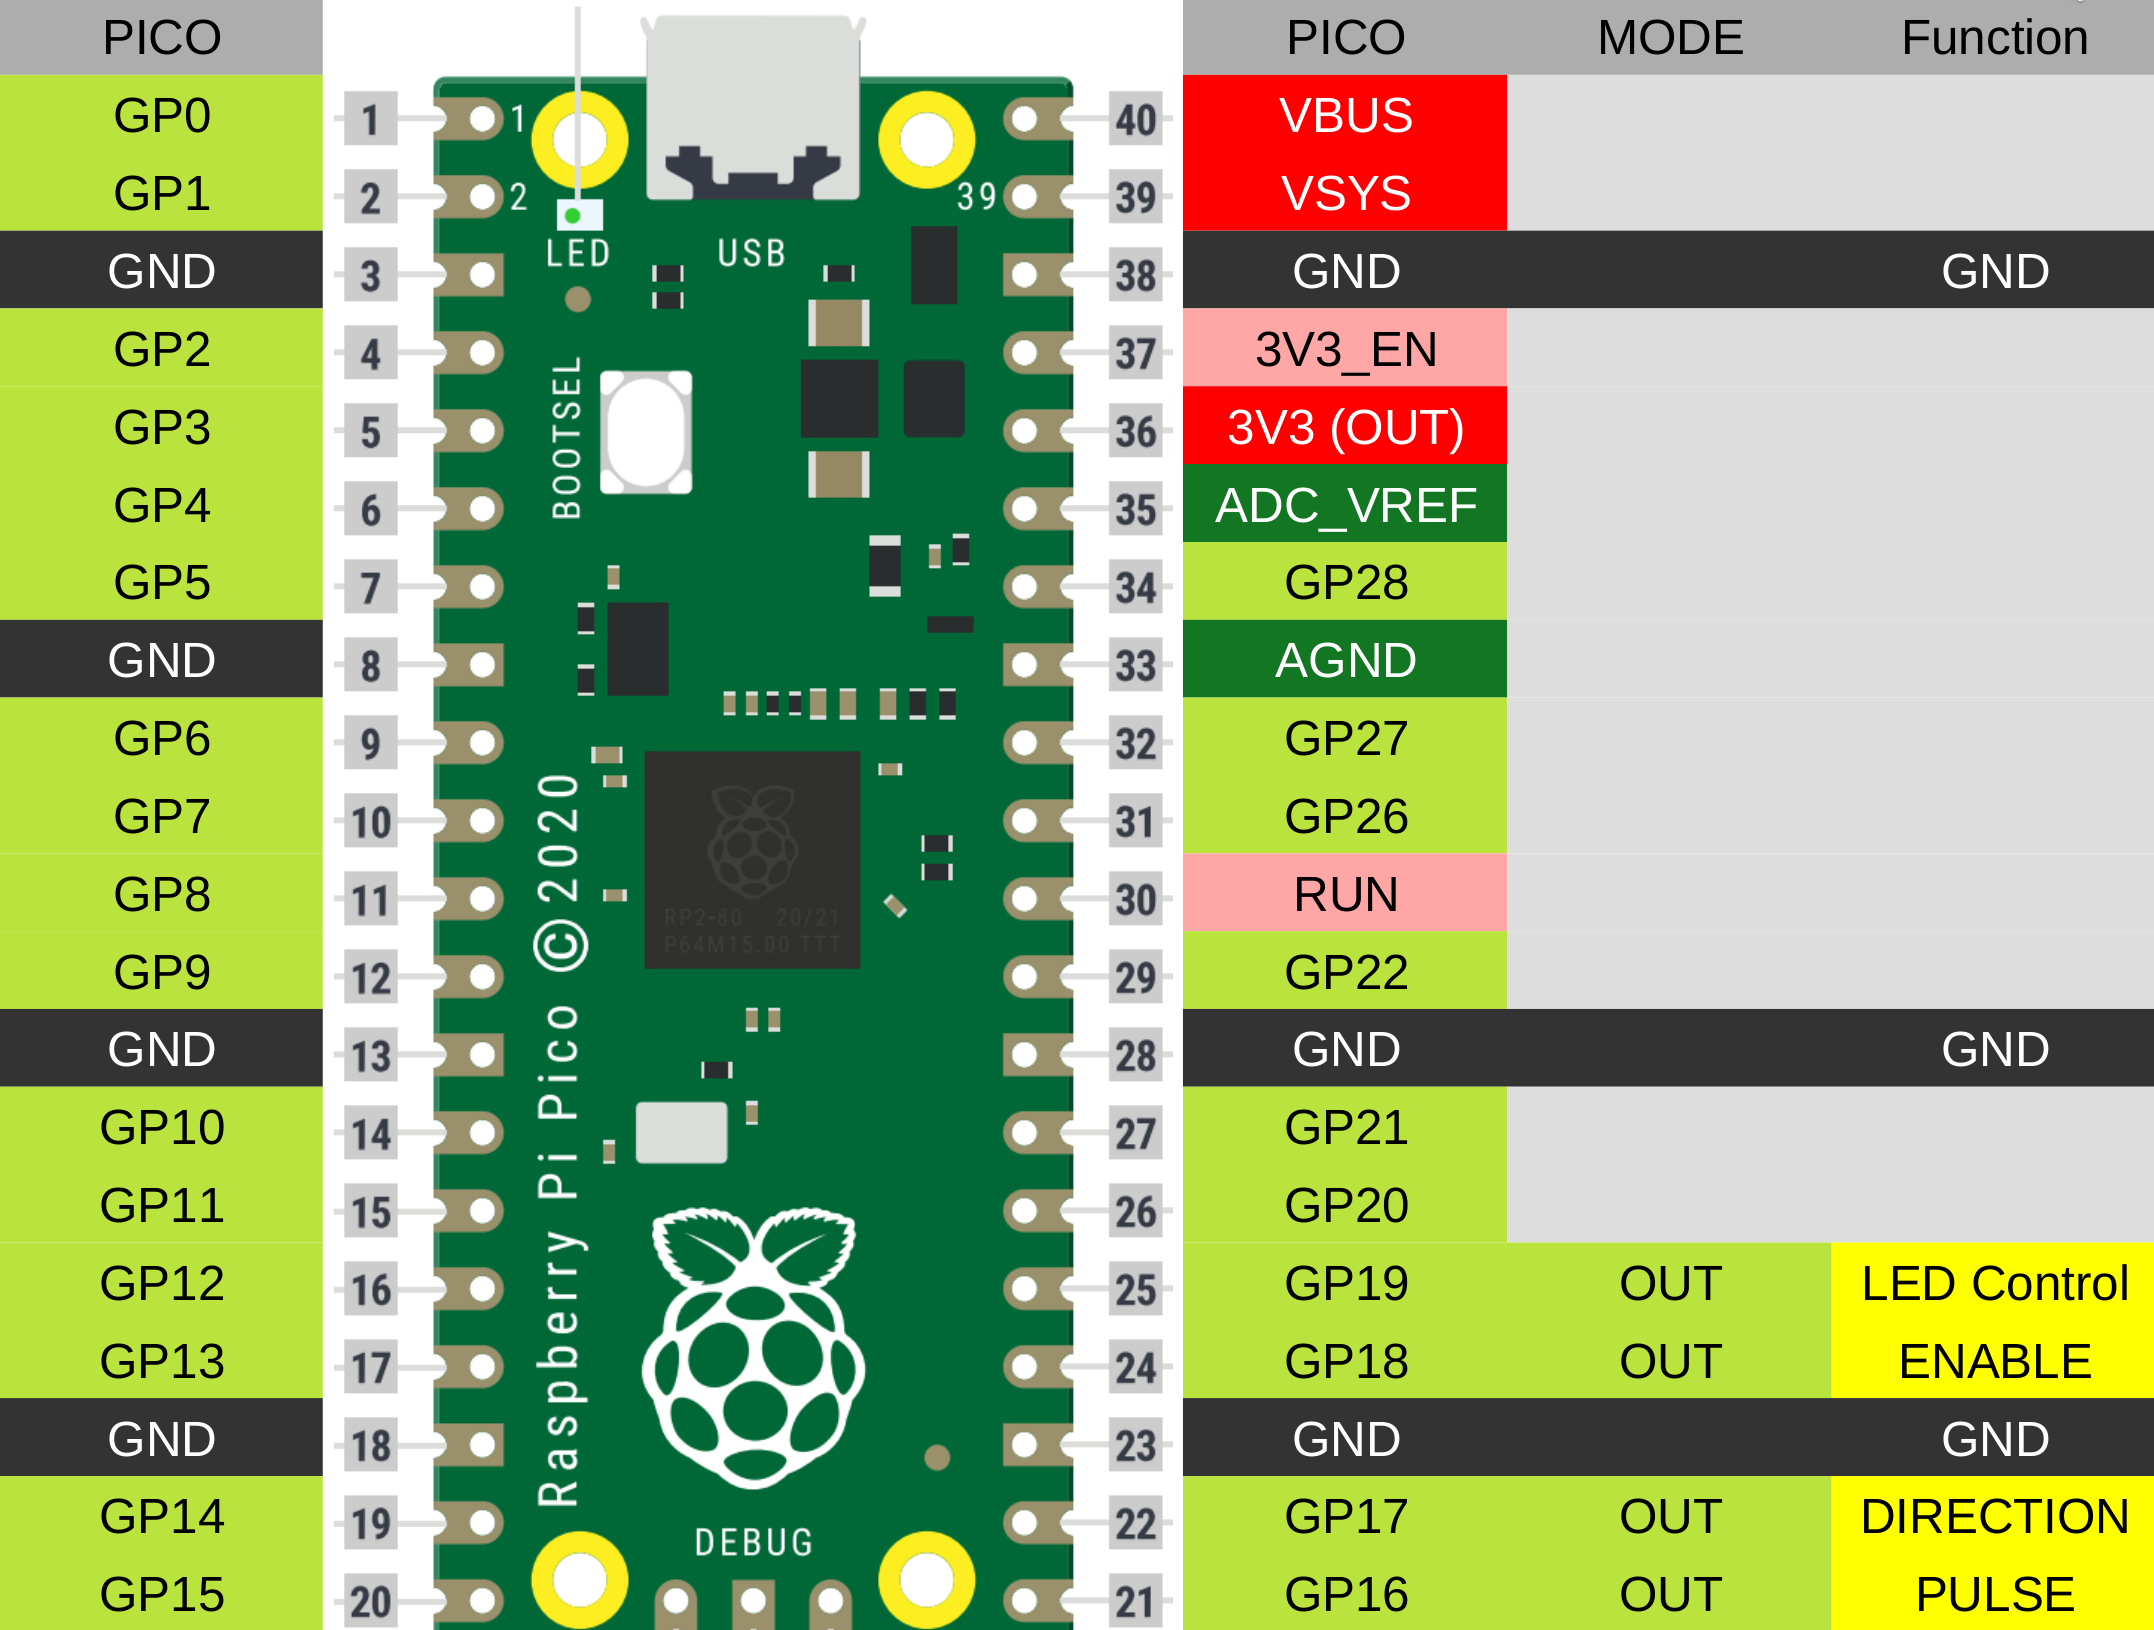 PICO PICO MODE Function
GP0 1 1 40 VBUS
GP1 2 2 39 39 VSYS
LED USB
GND 3 38 GND GND
GP2 4 37 3V3_EN
GP3 5 36 3V3 (OUT)
BOOTSEL
GP4 6 35 ADC_VREF
GP5 7 34 GP28
GND 8 33 AGND
GP6 9 32 GP27
GP7 10 31 GP26
GP8 11 30 RUN
RP2-80 20/21
P64M15.00 TTT
GP9 12 29 GP22
GND 13 28 GND GND
GP10 14 27 GP21
Raspberry Pi Pico ©2020
GP11 15 26 GP20
GP12 16 25 GP19 OUT LED Control
GP13 17 24 GP18 OUT ENABLE
GND 18 23 GND GND
GP14 19 22 GP17 OUT DIRECTION
DEBUG
GP15 20 21 GP16 OUT PULSE